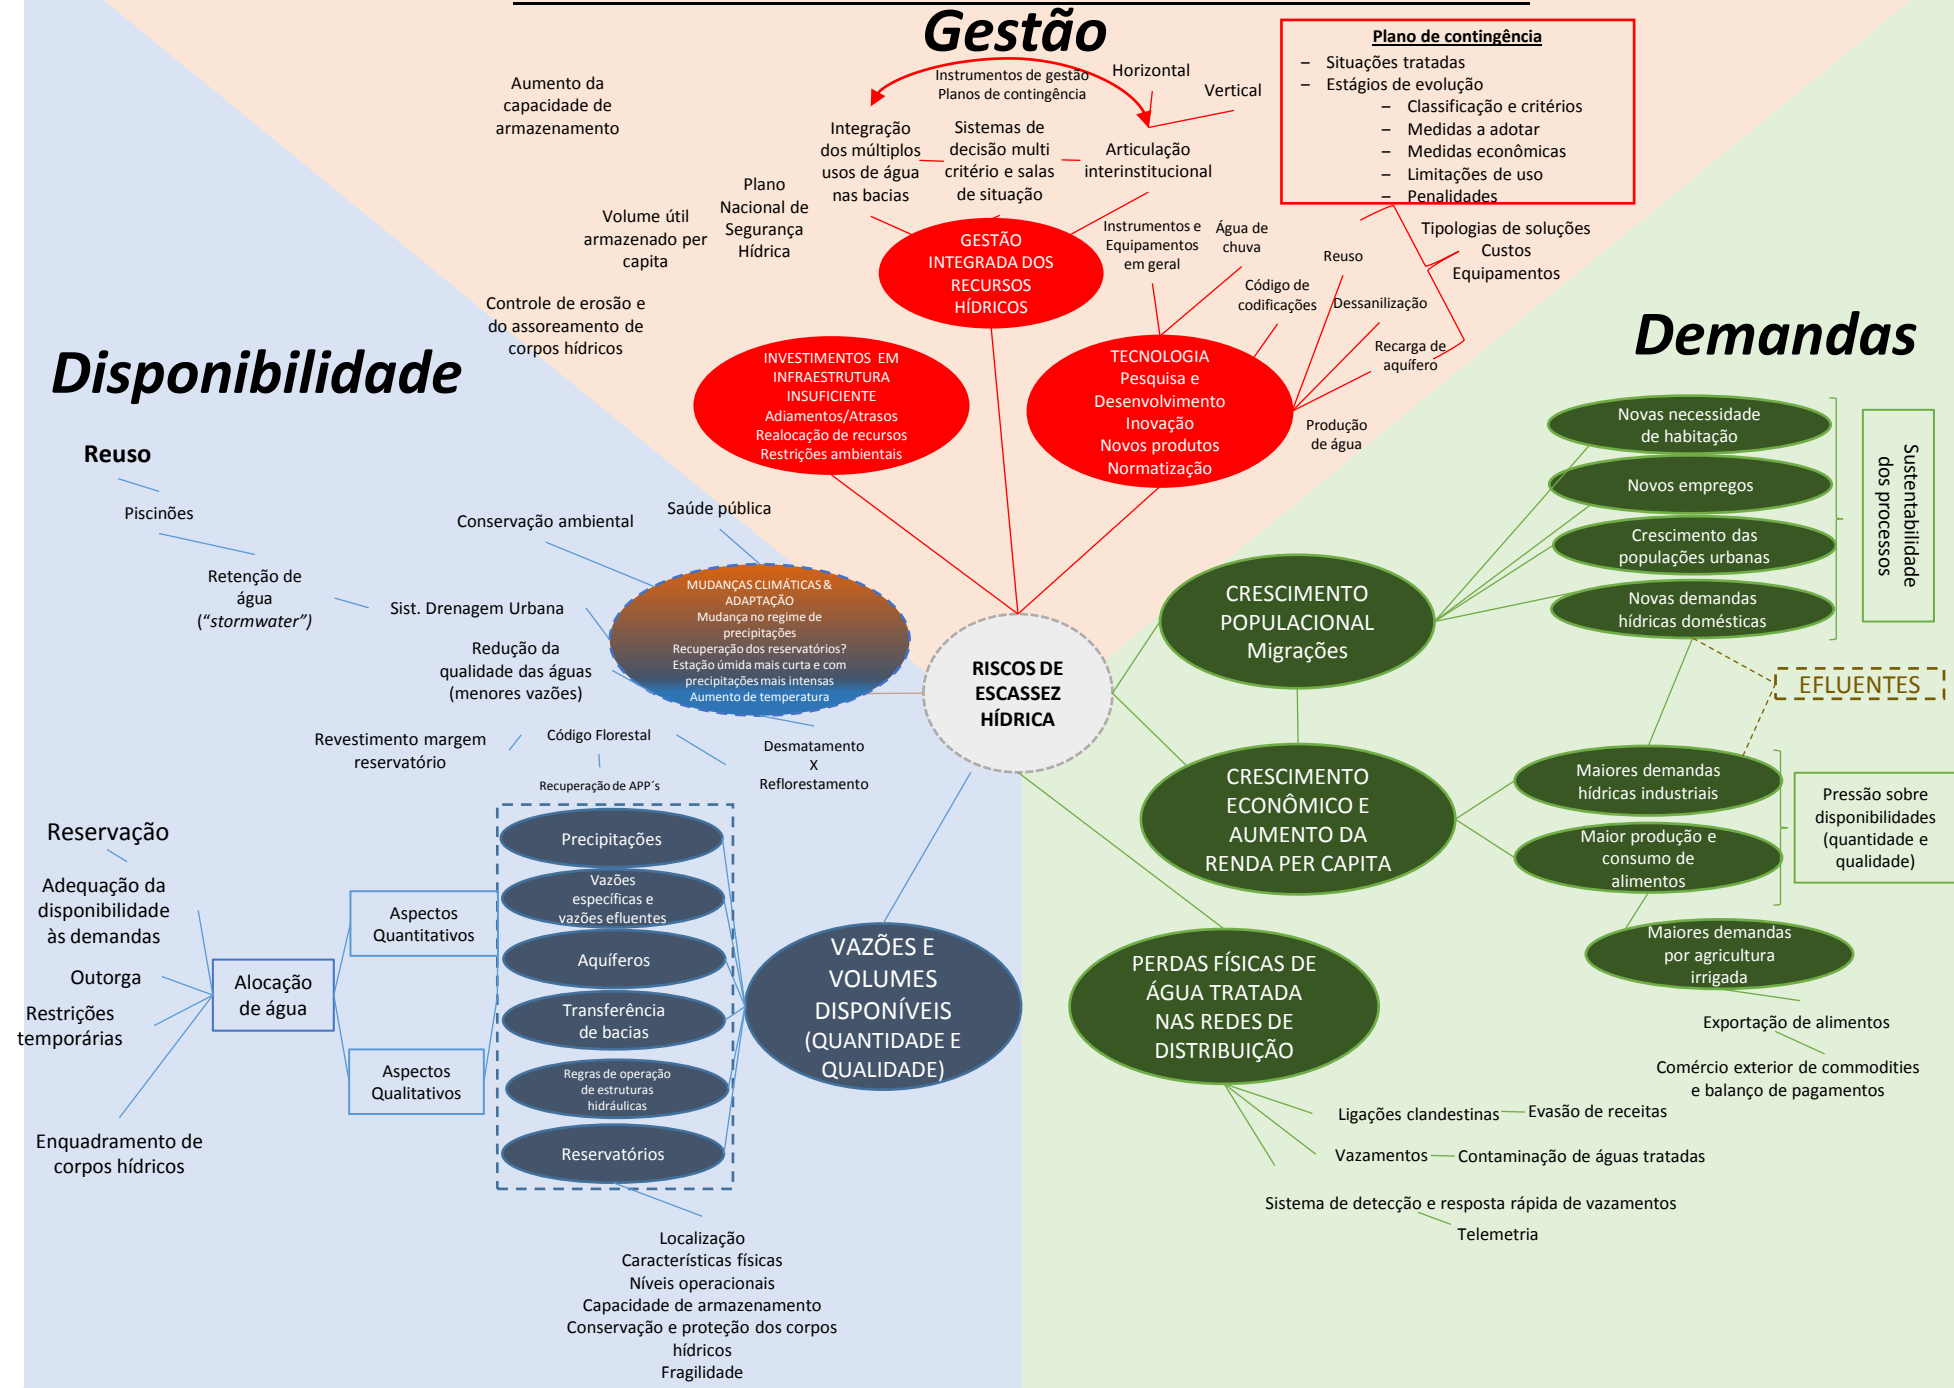 Gestão
Plano de contingência
– Situações tratadas
– Estágios de evolução
– Classificação e critérios
– Medidas a adotar
– Medidas econômicas
– Limitações de uso
– Penalidades
Instrumentos de gestão
Planos de contingência
Horizontal
Vertical
Aumento da
capacidade de
armazenamento
Integração
dos múltiplos
usos de água
nas bacias
Sistemas de
decisão multi
critério e salas
de situação
Articulação
interinstitucional
Plano
Nacional de
Segurança
Hídrica
Volume útil
armazenado per
capita
Controle de erosão e
do assoreamento de
corpos hídricos
GESTÃO
INTEGRADA DOS
RECURSOS
HÍDRICOS
Instrumentos e
Equipamentos
em geral
Água de
chuva
Código de
codificações
Reuso
Dessanilização
Recarga de
aquífero
Produção
de água
Tipologias de soluções
Custos
Equipamentos
INVESTIMENTOS EM
INFRAESTRUTURA
INSUFICIENTE
Adiamentos/Atrasos
Realocação de recursos
Restrições ambientais
TECNOLOGIA
Pesquisa e
Desenvolvimento
Inovação
Novos produtos
Normatização
Disponibilidade
Reuso
Piscinões
Retenção de
água
(“stormwater”)
Sist. Drenagem Urbana
Conservação ambiental
Saúde pública
MUDANÇAS CLIMÁTICAS &
ADAPTAÇÃO
Mudança no regime de
precipitações
Recuperação dos reservatórios?
Estação úmida mais curta e com
precipitações mais intensas
Aumento de temperatura
Redução da
qualidade das águas
(menores vazões)
Revestimento margem
reservatório
Código Florestal
Recuperação de APP´s
Desmatamento
X
Reflorestamento
RISCOS DE
ESCASSEZ
HÍDRICA
Reservação
Adequação da
disponibilidade
às demandas
Outorga
Restrições
temporárias
Enquadramento de
corpos hídricos
Alocação
de água
Aspectos
Quantitativos
Aspectos
Qualitativos
Precipitações
Vazões
específicas e
vazões efluentes
Aquíferos
Transferência
de bacias
Regras de operação
de estruturas
hidráulicas
Reservatórios
VAZÕES E
VOLUMES
DISPONÍVEIS
(QUANTIDADE E
QUALIDADE)
Localização
Características físicas
Níveis operacionais
Capacidade de armazenamento
Conservação e proteção dos corpos
hídricos
Fragilidade
Demandas
Novas necessidade
de habitação
Novos empregos
Crescimento das
populações urbanas
Novas demandas
hídricas domésticas
Sustentabilidade
dos processos
CRESCIMENTO
POPULACIONAL
Migrações
EFLUENTES
CRESCIMENTO
ECONÔMICO E
AUMENTO DA
RENDA PER CAPITA
Maiores demandas
hídricas industriais
Maior produção e
consumo de
alimentos
Pressão sobre
disponibilidades
(quantidade e
qualidade)
Maiores demandas
por agricultura
irrigada
Exportação de alimentos
Comércio exterior de commodities
e balanço de pagamentos
PERDAS FÍSICAS DE
ÁGUA TRATADA
NAS REDES DE
DISTRIBUIÇÃO
Ligações clandestinas
Evasão de receitas
Vazamentos
Contaminação de águas tratadas
Sistema de detecção e resposta rápida de vazamentos
Telemetria